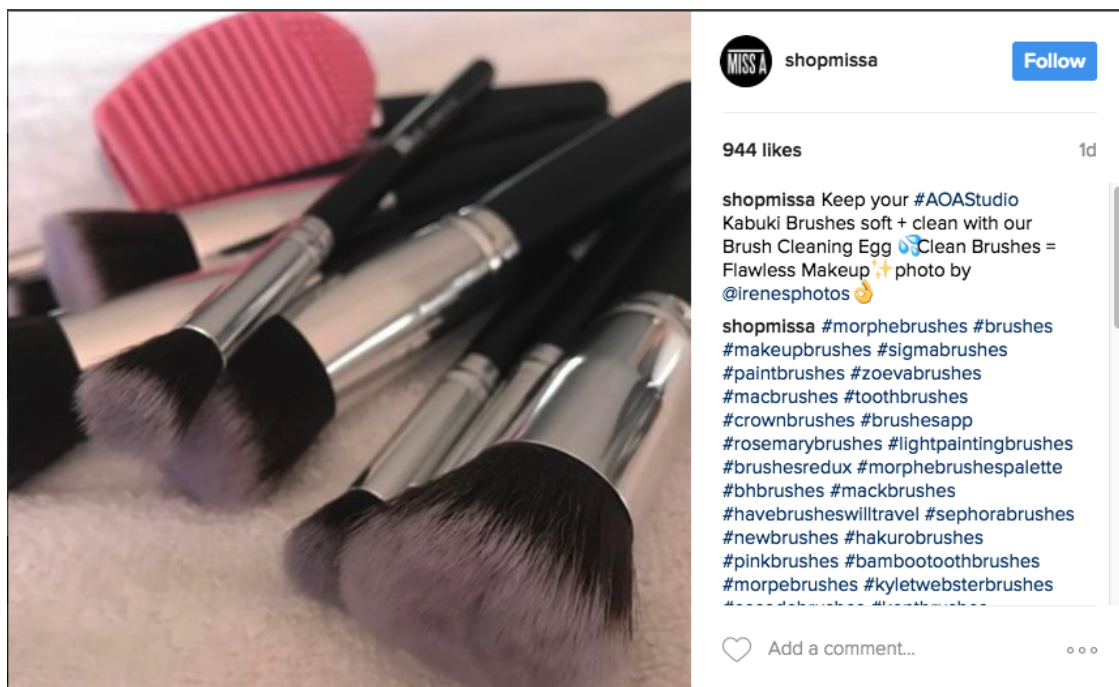 MISS A
shopmissa
Follow
944 likes
1d
shopmissa Keep your #AOAStudio
Kabuki Brushes soft + clean with our
Brush Cleaning Egg 💦Clean Brushes =
Flawless Makeup✨photo by
@irenesphotos👌
shopmissa #morphebrushes #brushes
#makeupbrushes #sigmabrushes
#paintbrushes #zoevabrushes
#macbrushes #toothbrushes
#crownbrushes #brushesapp
#rosemarybrushes #lightpaintingbrushes
#brushesredux #morphebrushespalette
#bhbrushes #mackbrushes
#havebrusheswilltravel #sephorabrushes
#newbrushes #hakurobrushes
#pinkbrushes #bambootoothbrushes
#morpebrushes #kyletwebsterbrushes
Add a comment...